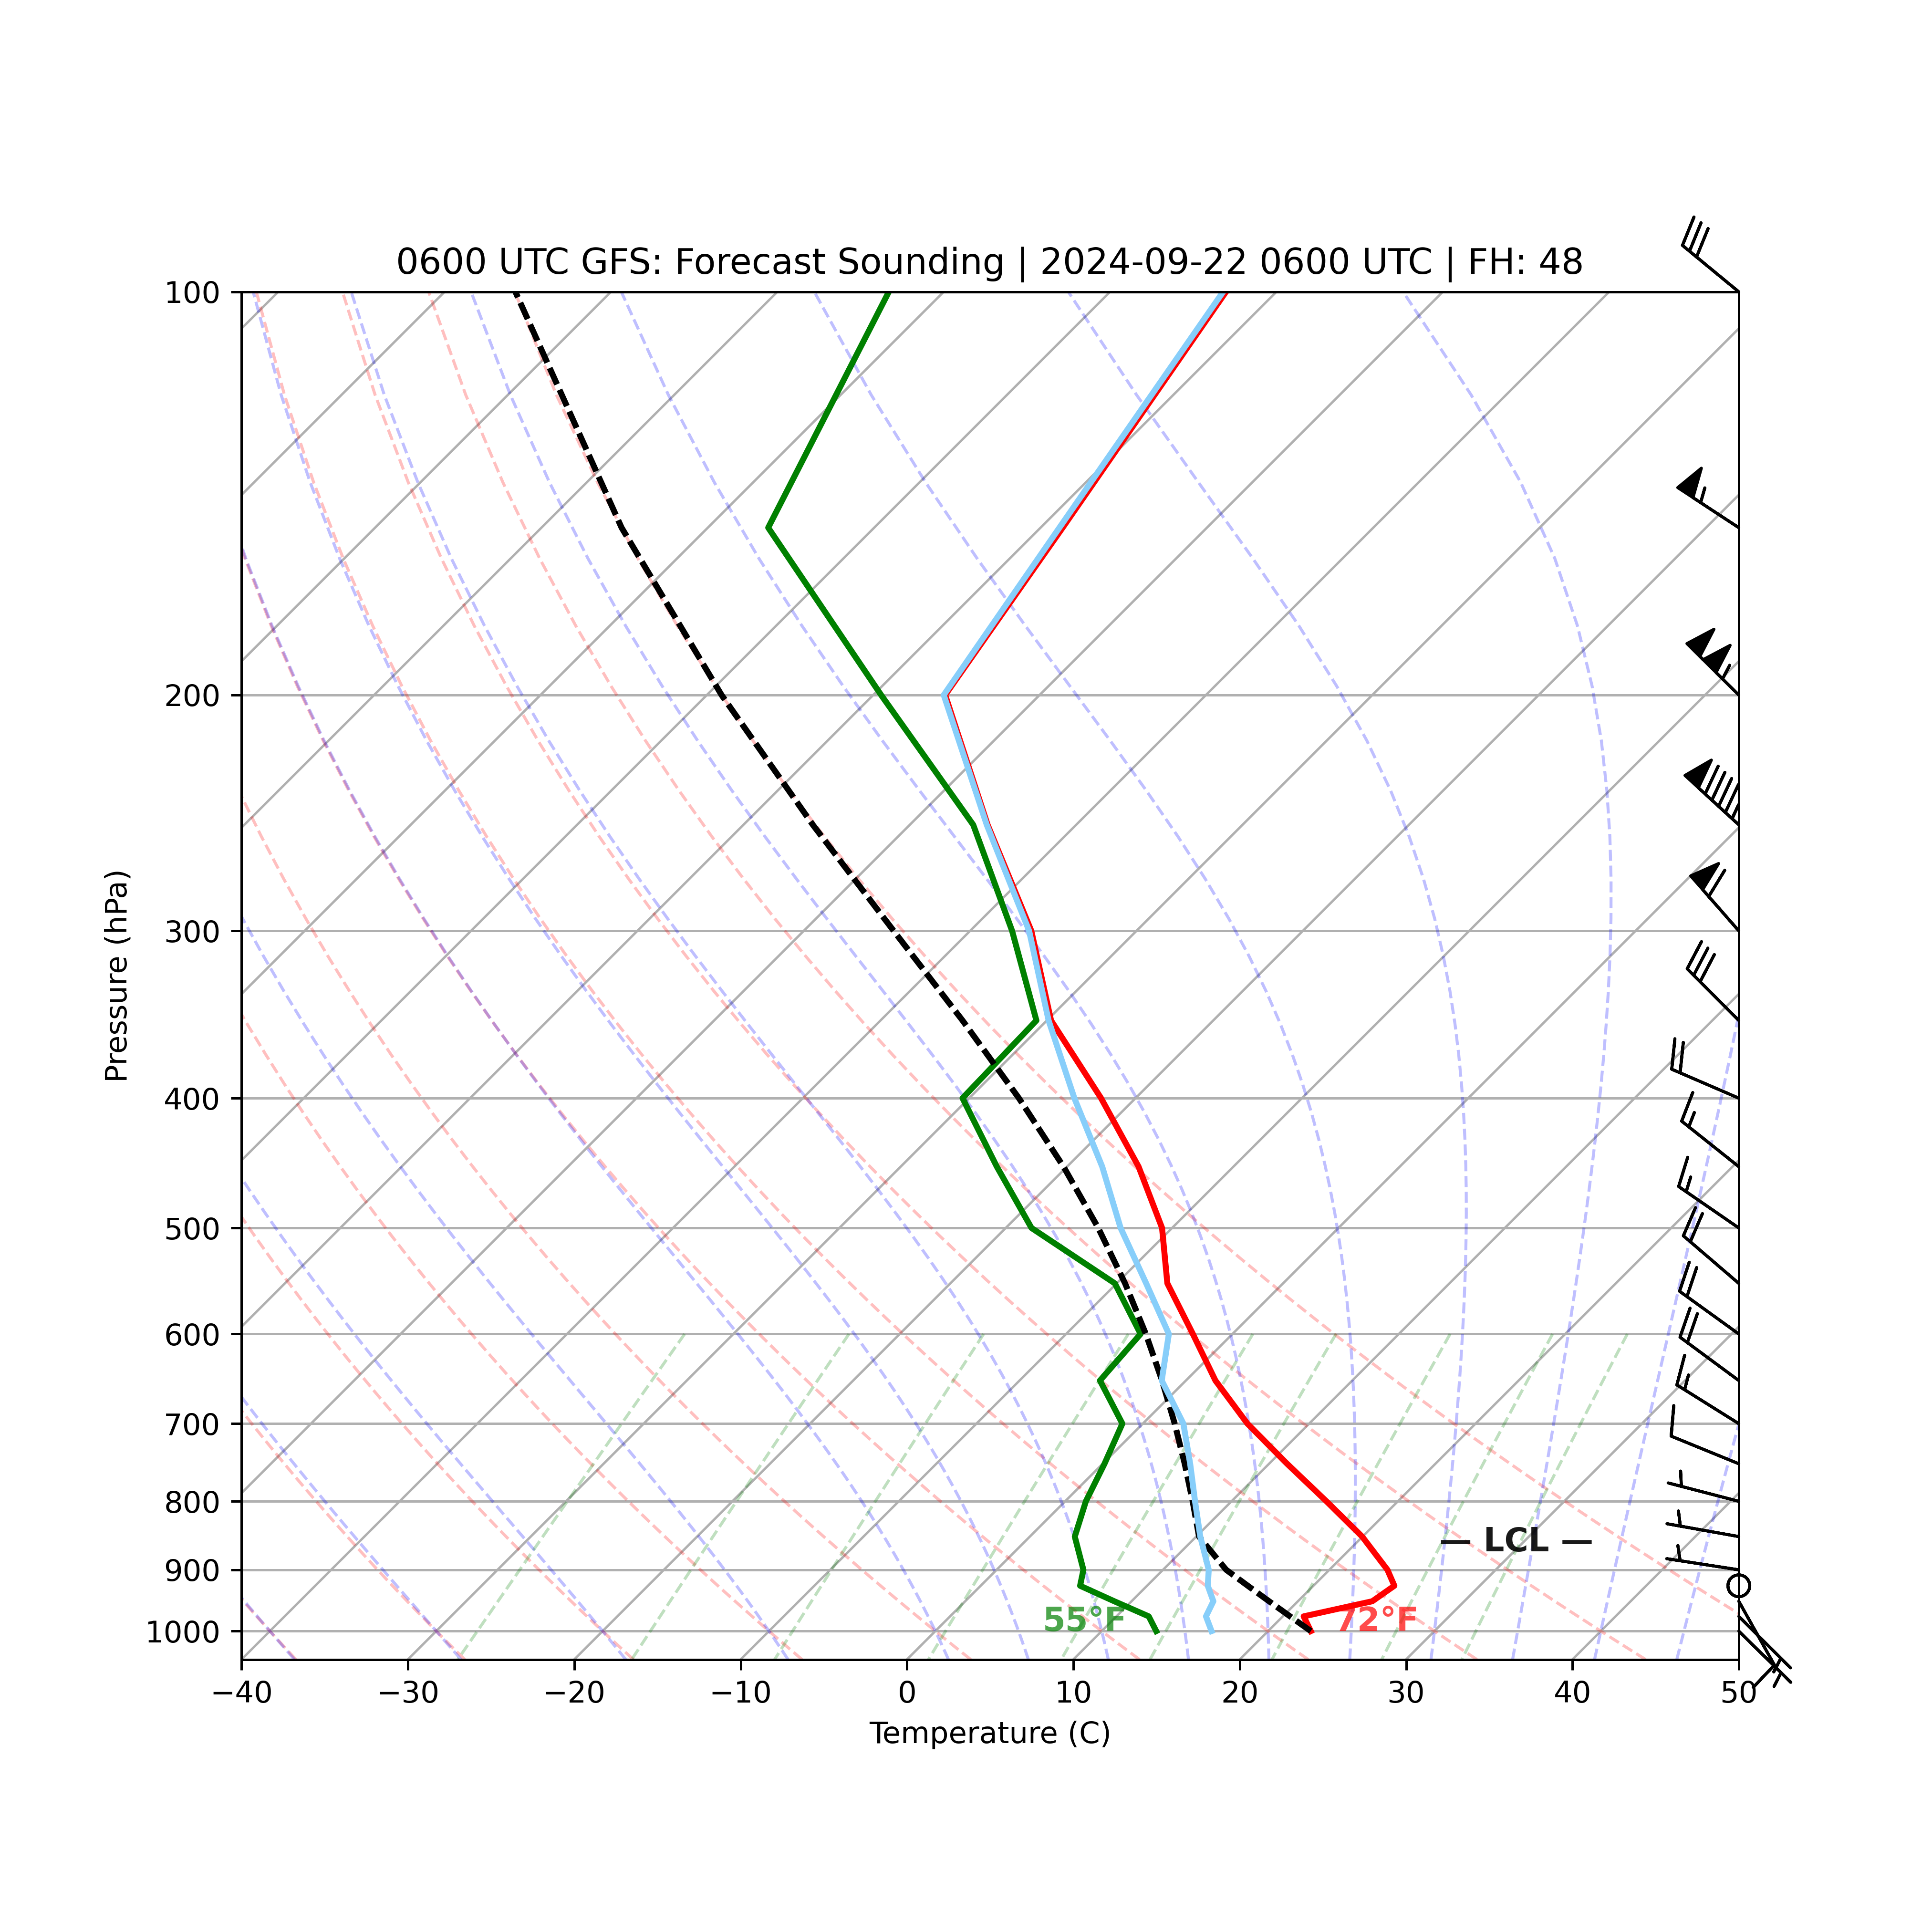 0600 UTC GFS: Forecast Sounding | 2024-09-22 0600 UTC | FH: 48
100
200
300
400
500
600
700
800
900
1000
Pressure (hPa)
— LCL —
55°F
72°F
−40 −30 −20 −10 0 10 20 30 40 50
Temperature (C)